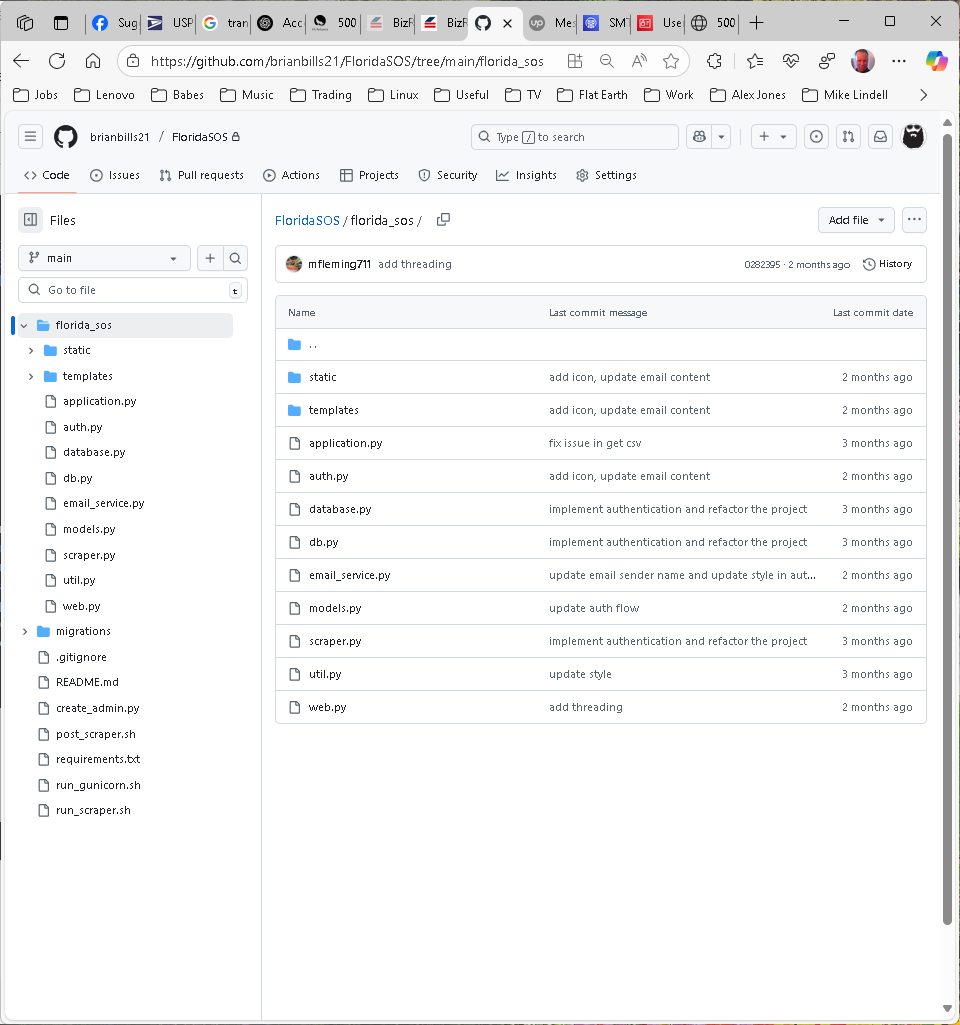 Sug
USP
tran
Acc
500
BizF
BizF
Me
SMT
Use
500
https://github.com/brianbills21/FloridaSOS/tree/main/florida_sos
Jobs Lenovo Babes Music Trading Linux Useful TV Flat Earth Work Alex Jones Mike Lindell
brianbills21 / FloridaSOS
Type / to search
Code Issues Pull requests Actions Projects Security Insights Settings
Files
FloridaSOS / florida_sos /
Add file
main
mfleming711 add threading
0282395 · 2 months ago History
Go to file
t
Name Last commit message Last commit date
florida_sos
static
templates
application.py
auth.py
database.py
db.py
email_service.py
models.py
scraper.py
util.py
web.py
migrations
.gitignore
README.md
create_admin.py
post_scraper.sh
requirements.txt
run_gunicorn.sh
run_scraper.sh
..
static add icon, update email content 2 months ago
templates add icon, update email content 2 months ago
application.py fix issue in get csv 3 months ago
auth.py add icon, update email content 2 months ago
database.py implement authentication and refactor the project 3 months ago
db.py implement authentication and refactor the project 3 months ago
email_service.py update email sender name and update style in aut... 2 months ago
models.py update auth flow 2 months ago
scraper.py implement authentication and refactor the project 3 months ago
util.py update style 3 months ago
web.py add threading 2 months ago